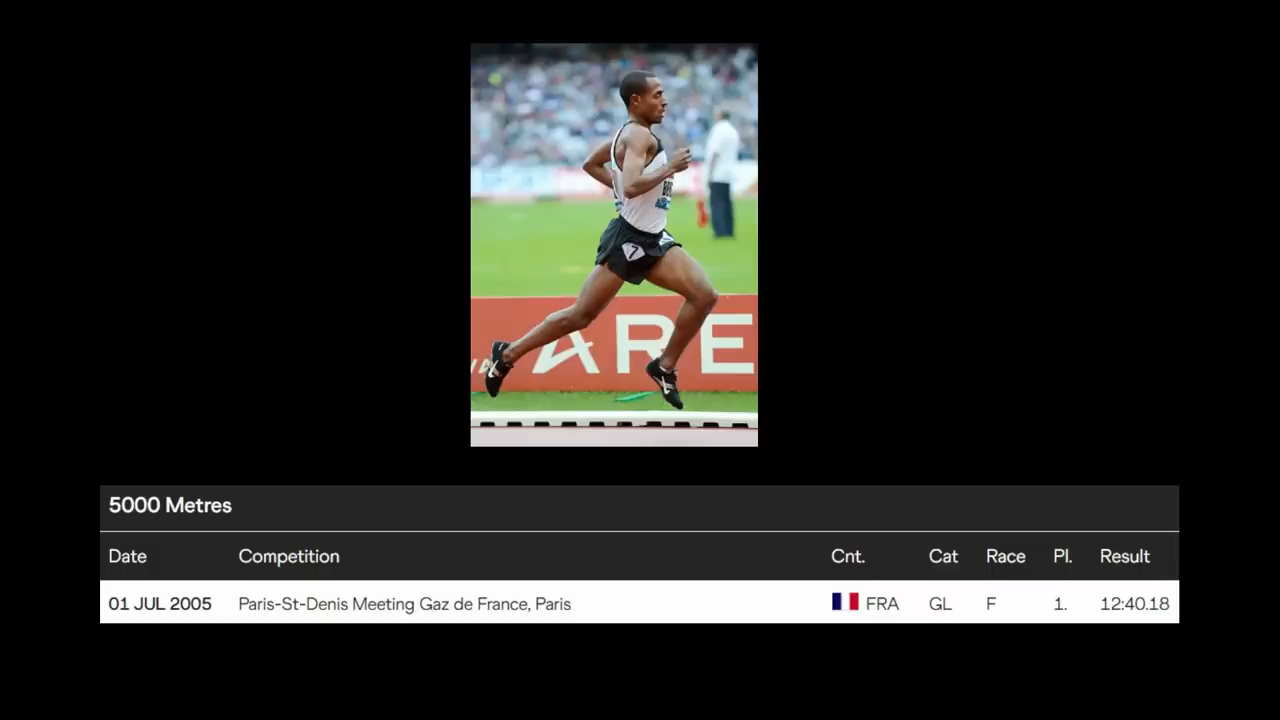 7
ARE
5000 Metres
Date Competition Cnt. Cat Race Pl. Result
01 JUL 2005 Paris-St-Denis Meeting Gaz de France, Paris FRA GL F 1. 12:40.18